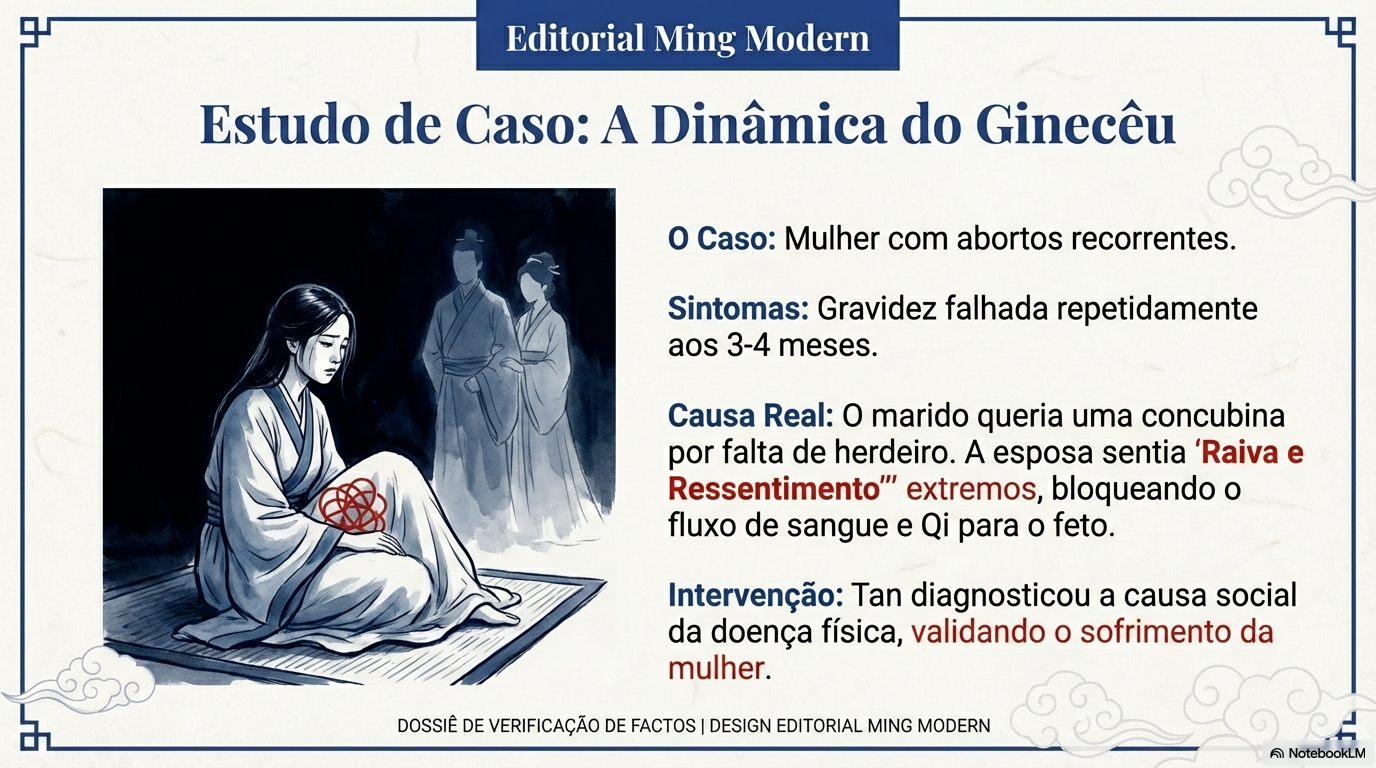 Editorial Ming Modern
Estudo de Caso: A Dinâmica do Ginecêu
O Caso: Mulher com abortos recorrentes.
Sintomas: Gravidez falhada repetidamente
aos 3-4 meses.
Causa Real: O marido queria uma concubina
por falta de herdeiro. A esposa sentia ‘Raiva e
Ressentimento”’ extremos, bloqueando o
fluxo de sangue e Qi para o feto.
Intervenção: Tan diagnosticou a causa social
da doença física, validando o sofrimento da
mulher.
DOSSIÊ DE VERIFICAÇÃO DE FACTOS | DESIGN EDITORIAL MING MODERN
NotebookLM